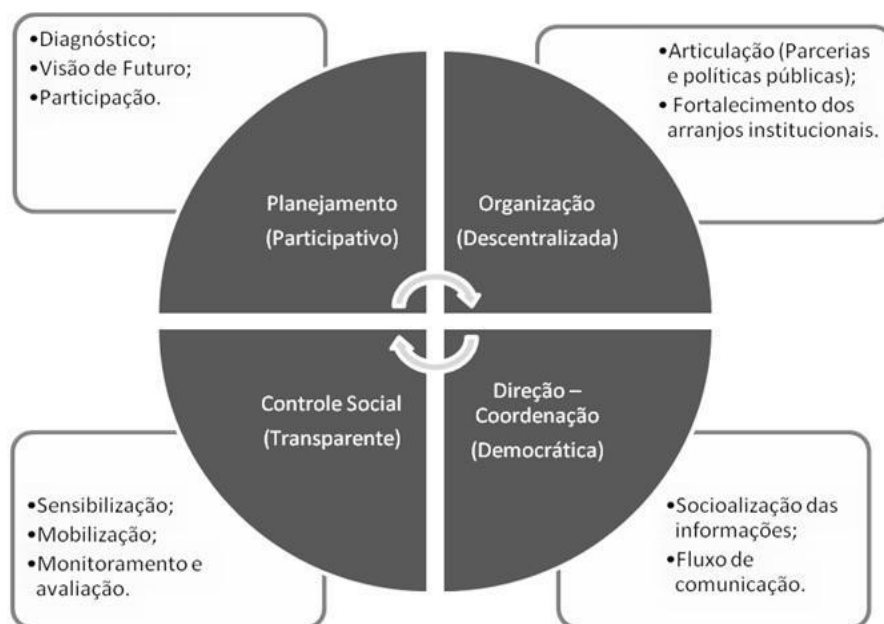 •Diagnóstico;
•Visão de Futuro;
•Participação.
•Articulação (Parcerias
e políticas públicas);
• Fortalecimento dos
arranjos institucionais.
Planejamento
(Participativo)
Organização
(Descentralizada)
Controle Social
(Transparente)
Direção –
Coordenação
(Democrática)
•Sensibilização;
•Mobilização;
•Monitoramento e
avaliação.
•Socioalização das
informações;
•Fluxo de
comunicação.